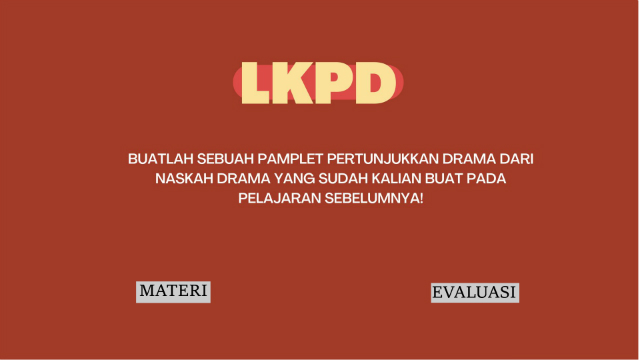 LKPD
BUATLAH SEBUAH PAMPLET PERTUNJUKKAN DRAMA DARI
NASKAH DRAMA YANG SUDAH KALIAN BUAT PADA
PELAJARAN SEBELUMNYA!
MATERI
EVALUASI